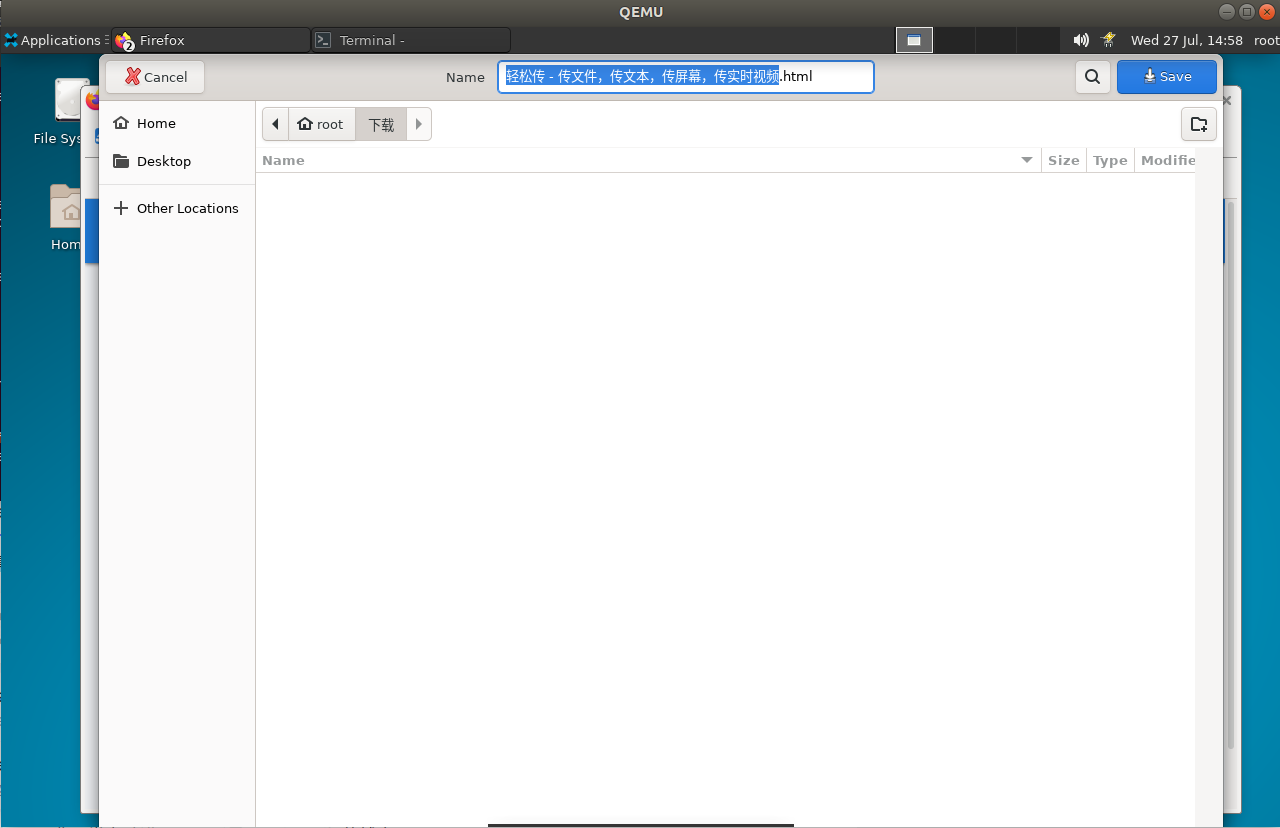 QEMU
Applications
2
Firefox
Terminal -
Wed 27 Jul, 14:58
root
Cancel
Name
轻松传 - 传文件，传文本，传屏幕，传实时视频.html
Save
File Sys
Home
root
下载
Desktop
Name
Size
Type
Modifie
Other Locations
Hom